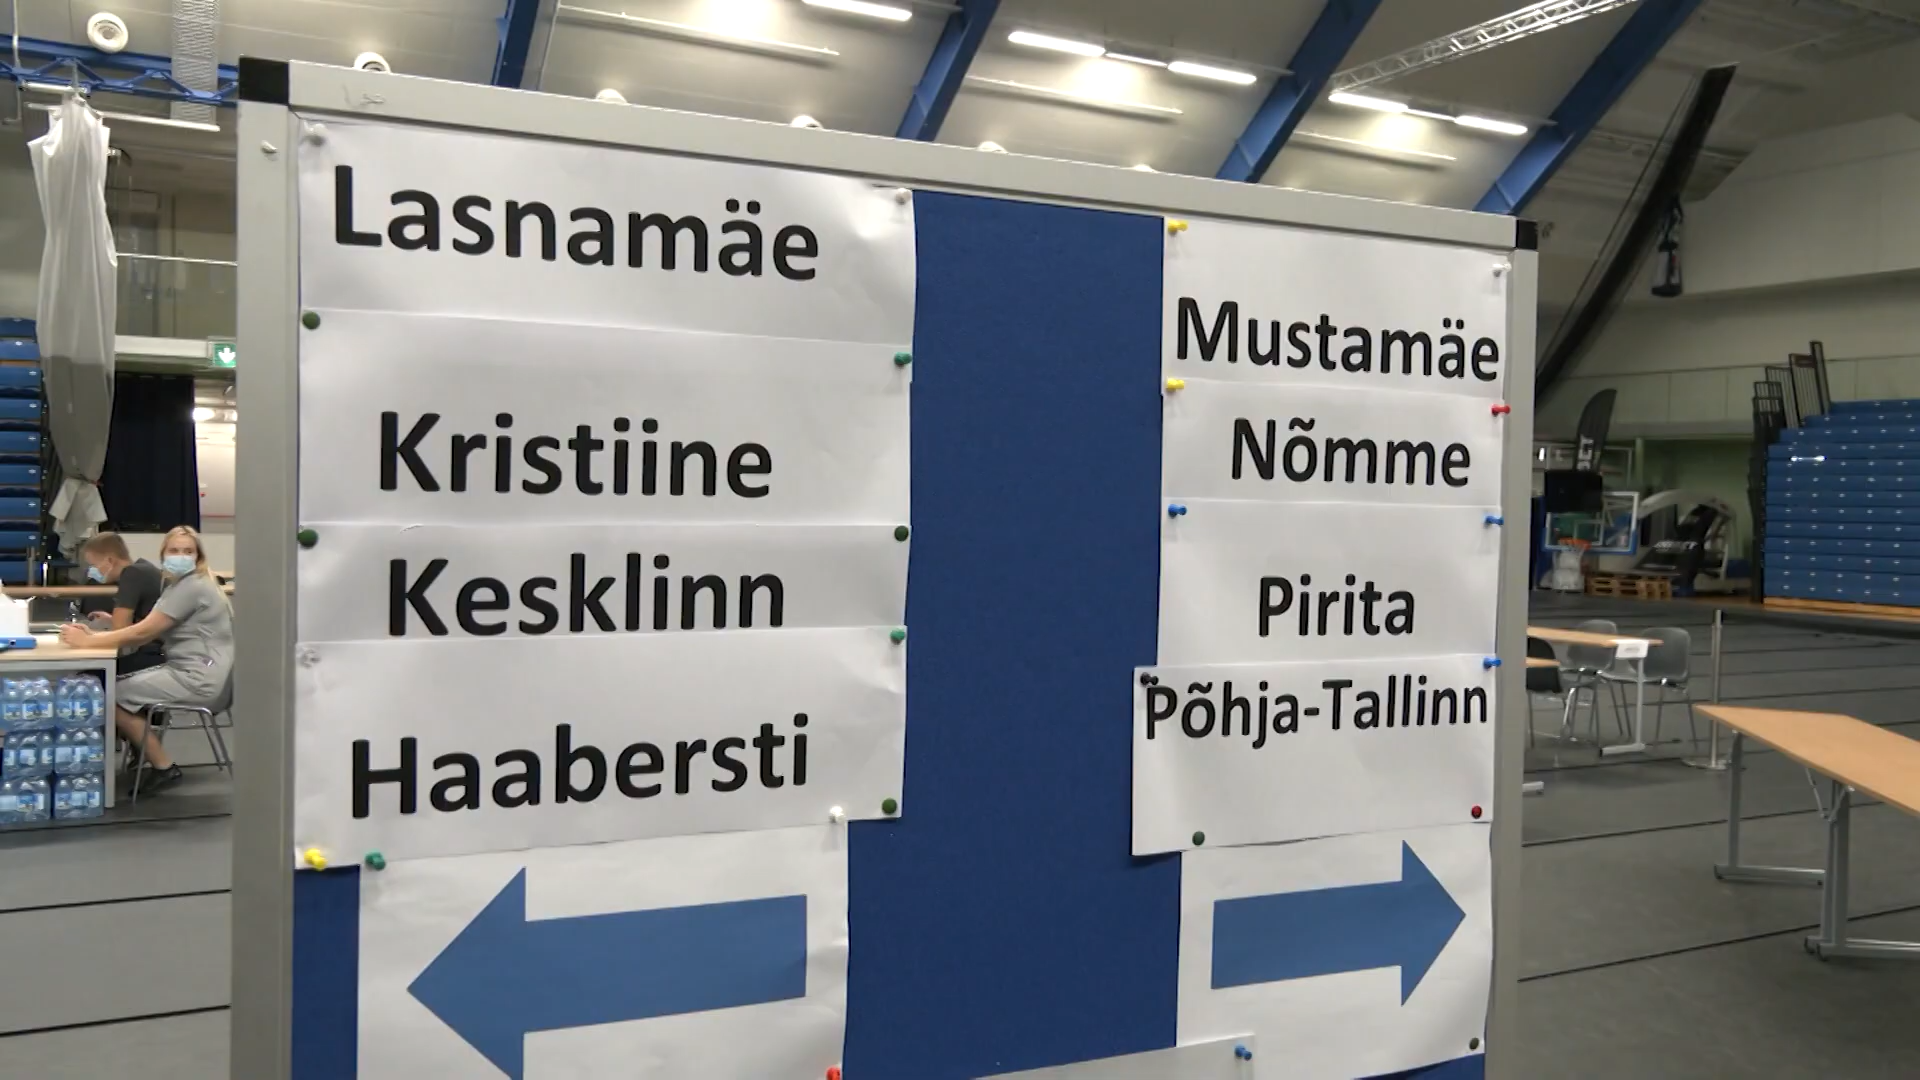 Lasnamäe
Kristiine
Kesklinn
Haabersti
Mustamäe
Nõmme
Pirita
Põhja-Tallinn